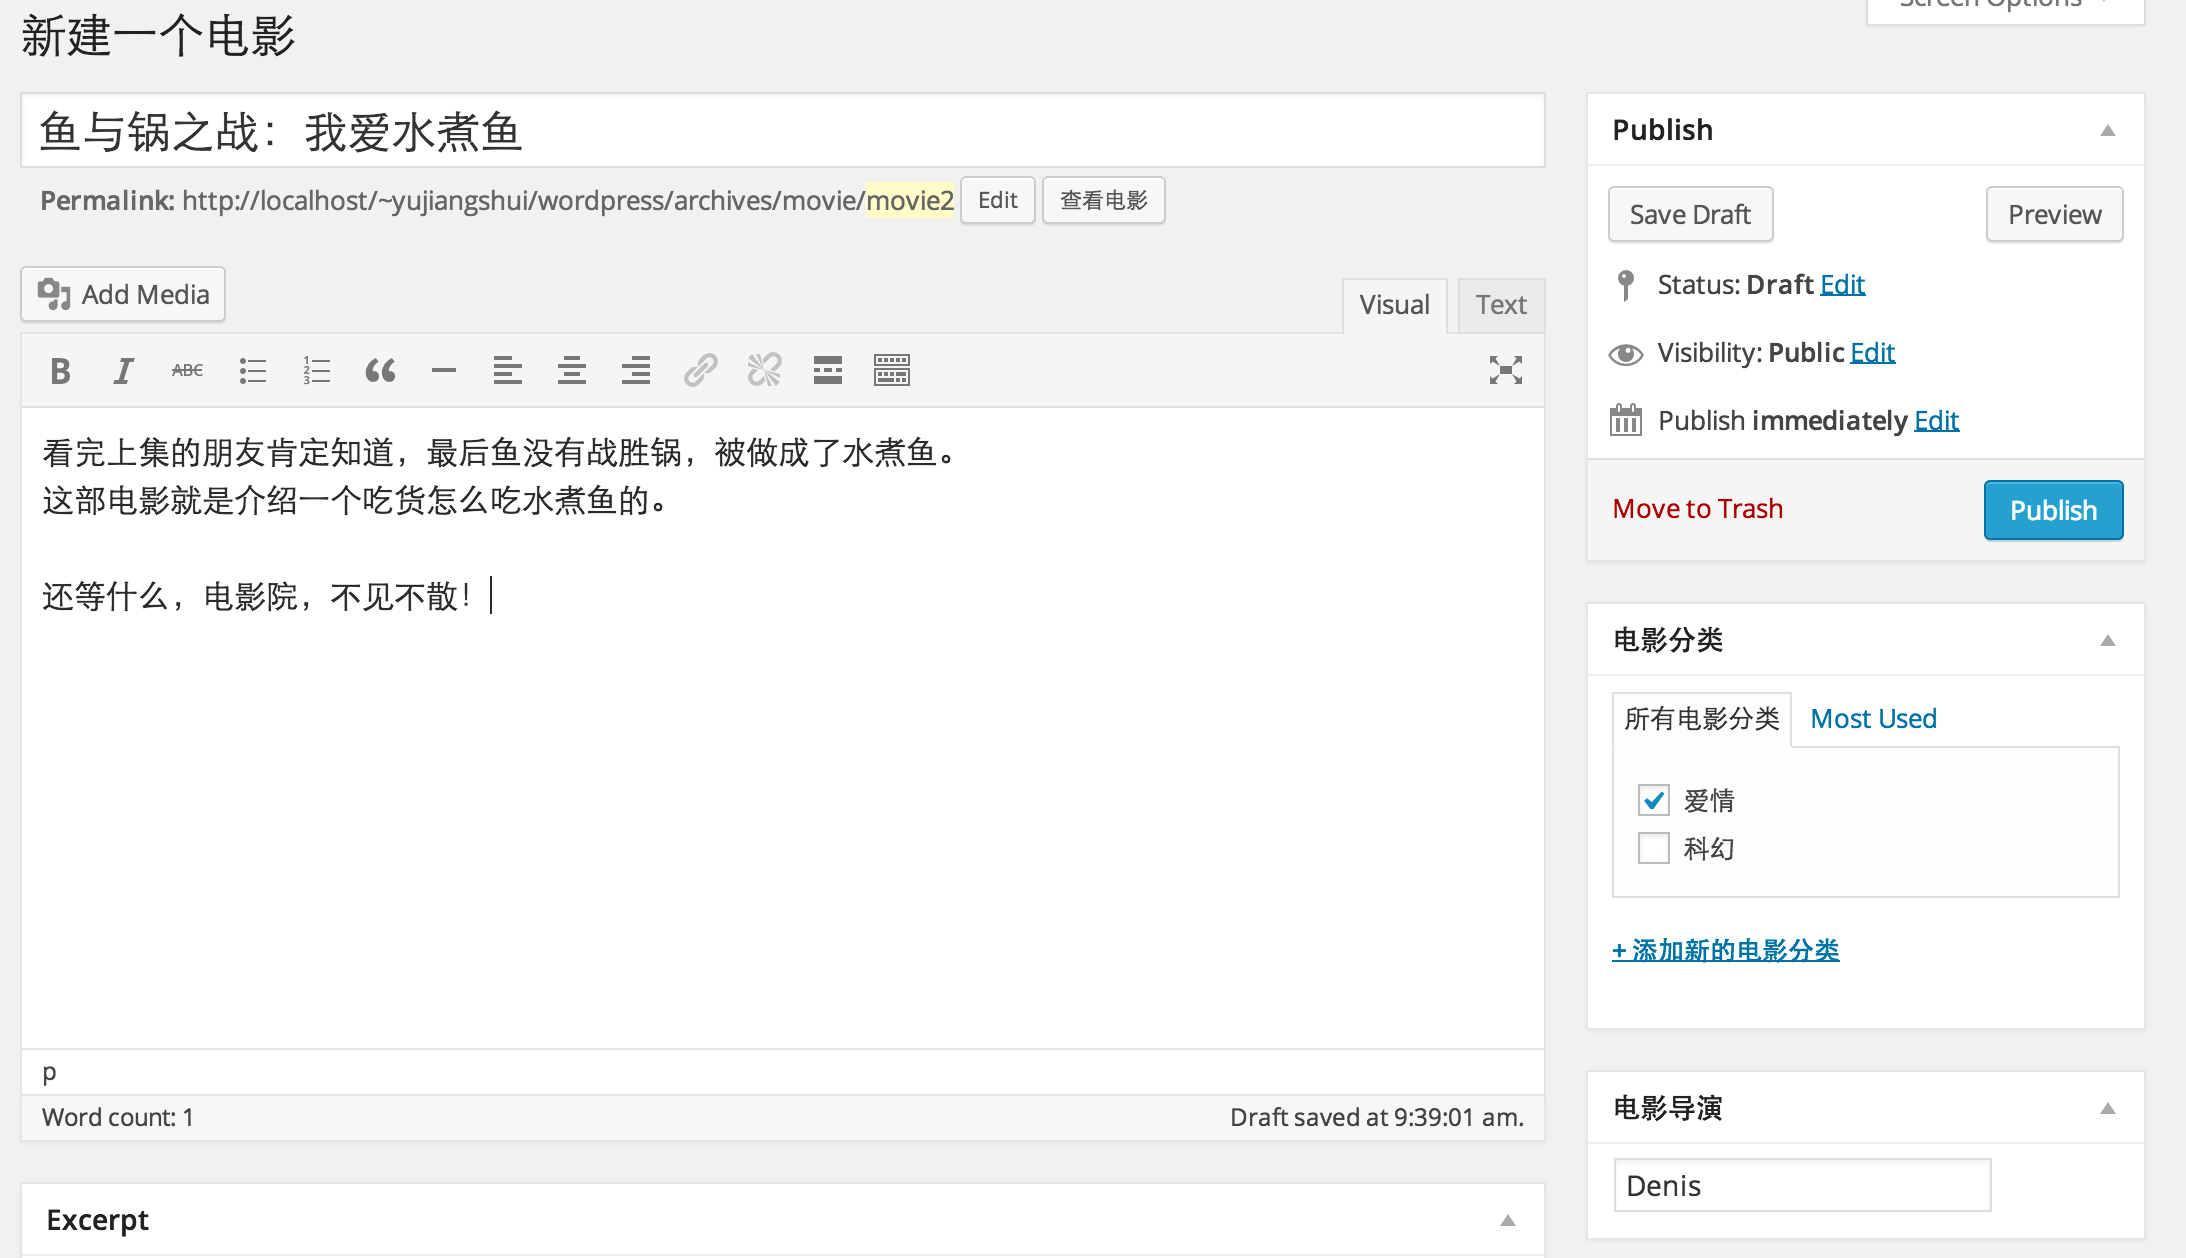 新建一个电影
Screen Options
鱼与锅之战：我爱水煮鱼
Permalink: http://localhost/~yujiangshui/wordpress/archives/movie/movie2 Edit 查看电影
Add Media
Visual Text
B I ABC
看完上集的朋友肯定知道，最后鱼没有战胜锅，被做成了水煮鱼。
这部电影就是介绍一个吃货怎么吃水煮鱼的。
还等什么，电影院，不见不散！
p
Word count: 1 Draft saved at 9:39:01 am.
Excerpt
Publish
Save Draft Preview
Status: Draft Edit
Visibility: Public Edit
Publish immediately Edit
Move to Trash Publish
电影分类
所有电影分类 Most Used
爱情
科幻
+ 添加新的电影分类
电影导演
Denis